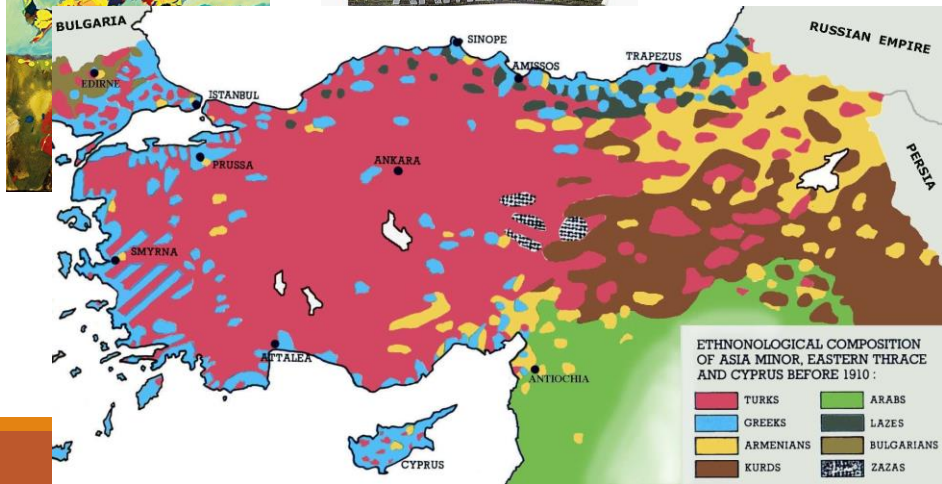 BULGARIA
RUSSIAN EMPIRE
SINOPE
AMISSOS
TRAPEZUS
EDIRNE
ISTANBUL
PRUSSA
ANKARA
PERSIA
SMYRNA
ATTALEA
ANTIOCHIA
CYPRUS
ETHNONOLOGICAL COMPOSITION
OF ASIA MINOR, EASTERN THRACE
AND CYPRUS BEFORE 1910 :
TURKS
GREEKS
ARMENIANS
KURDS
ARABS
LAZES
BULGARIANS
ZAZAS